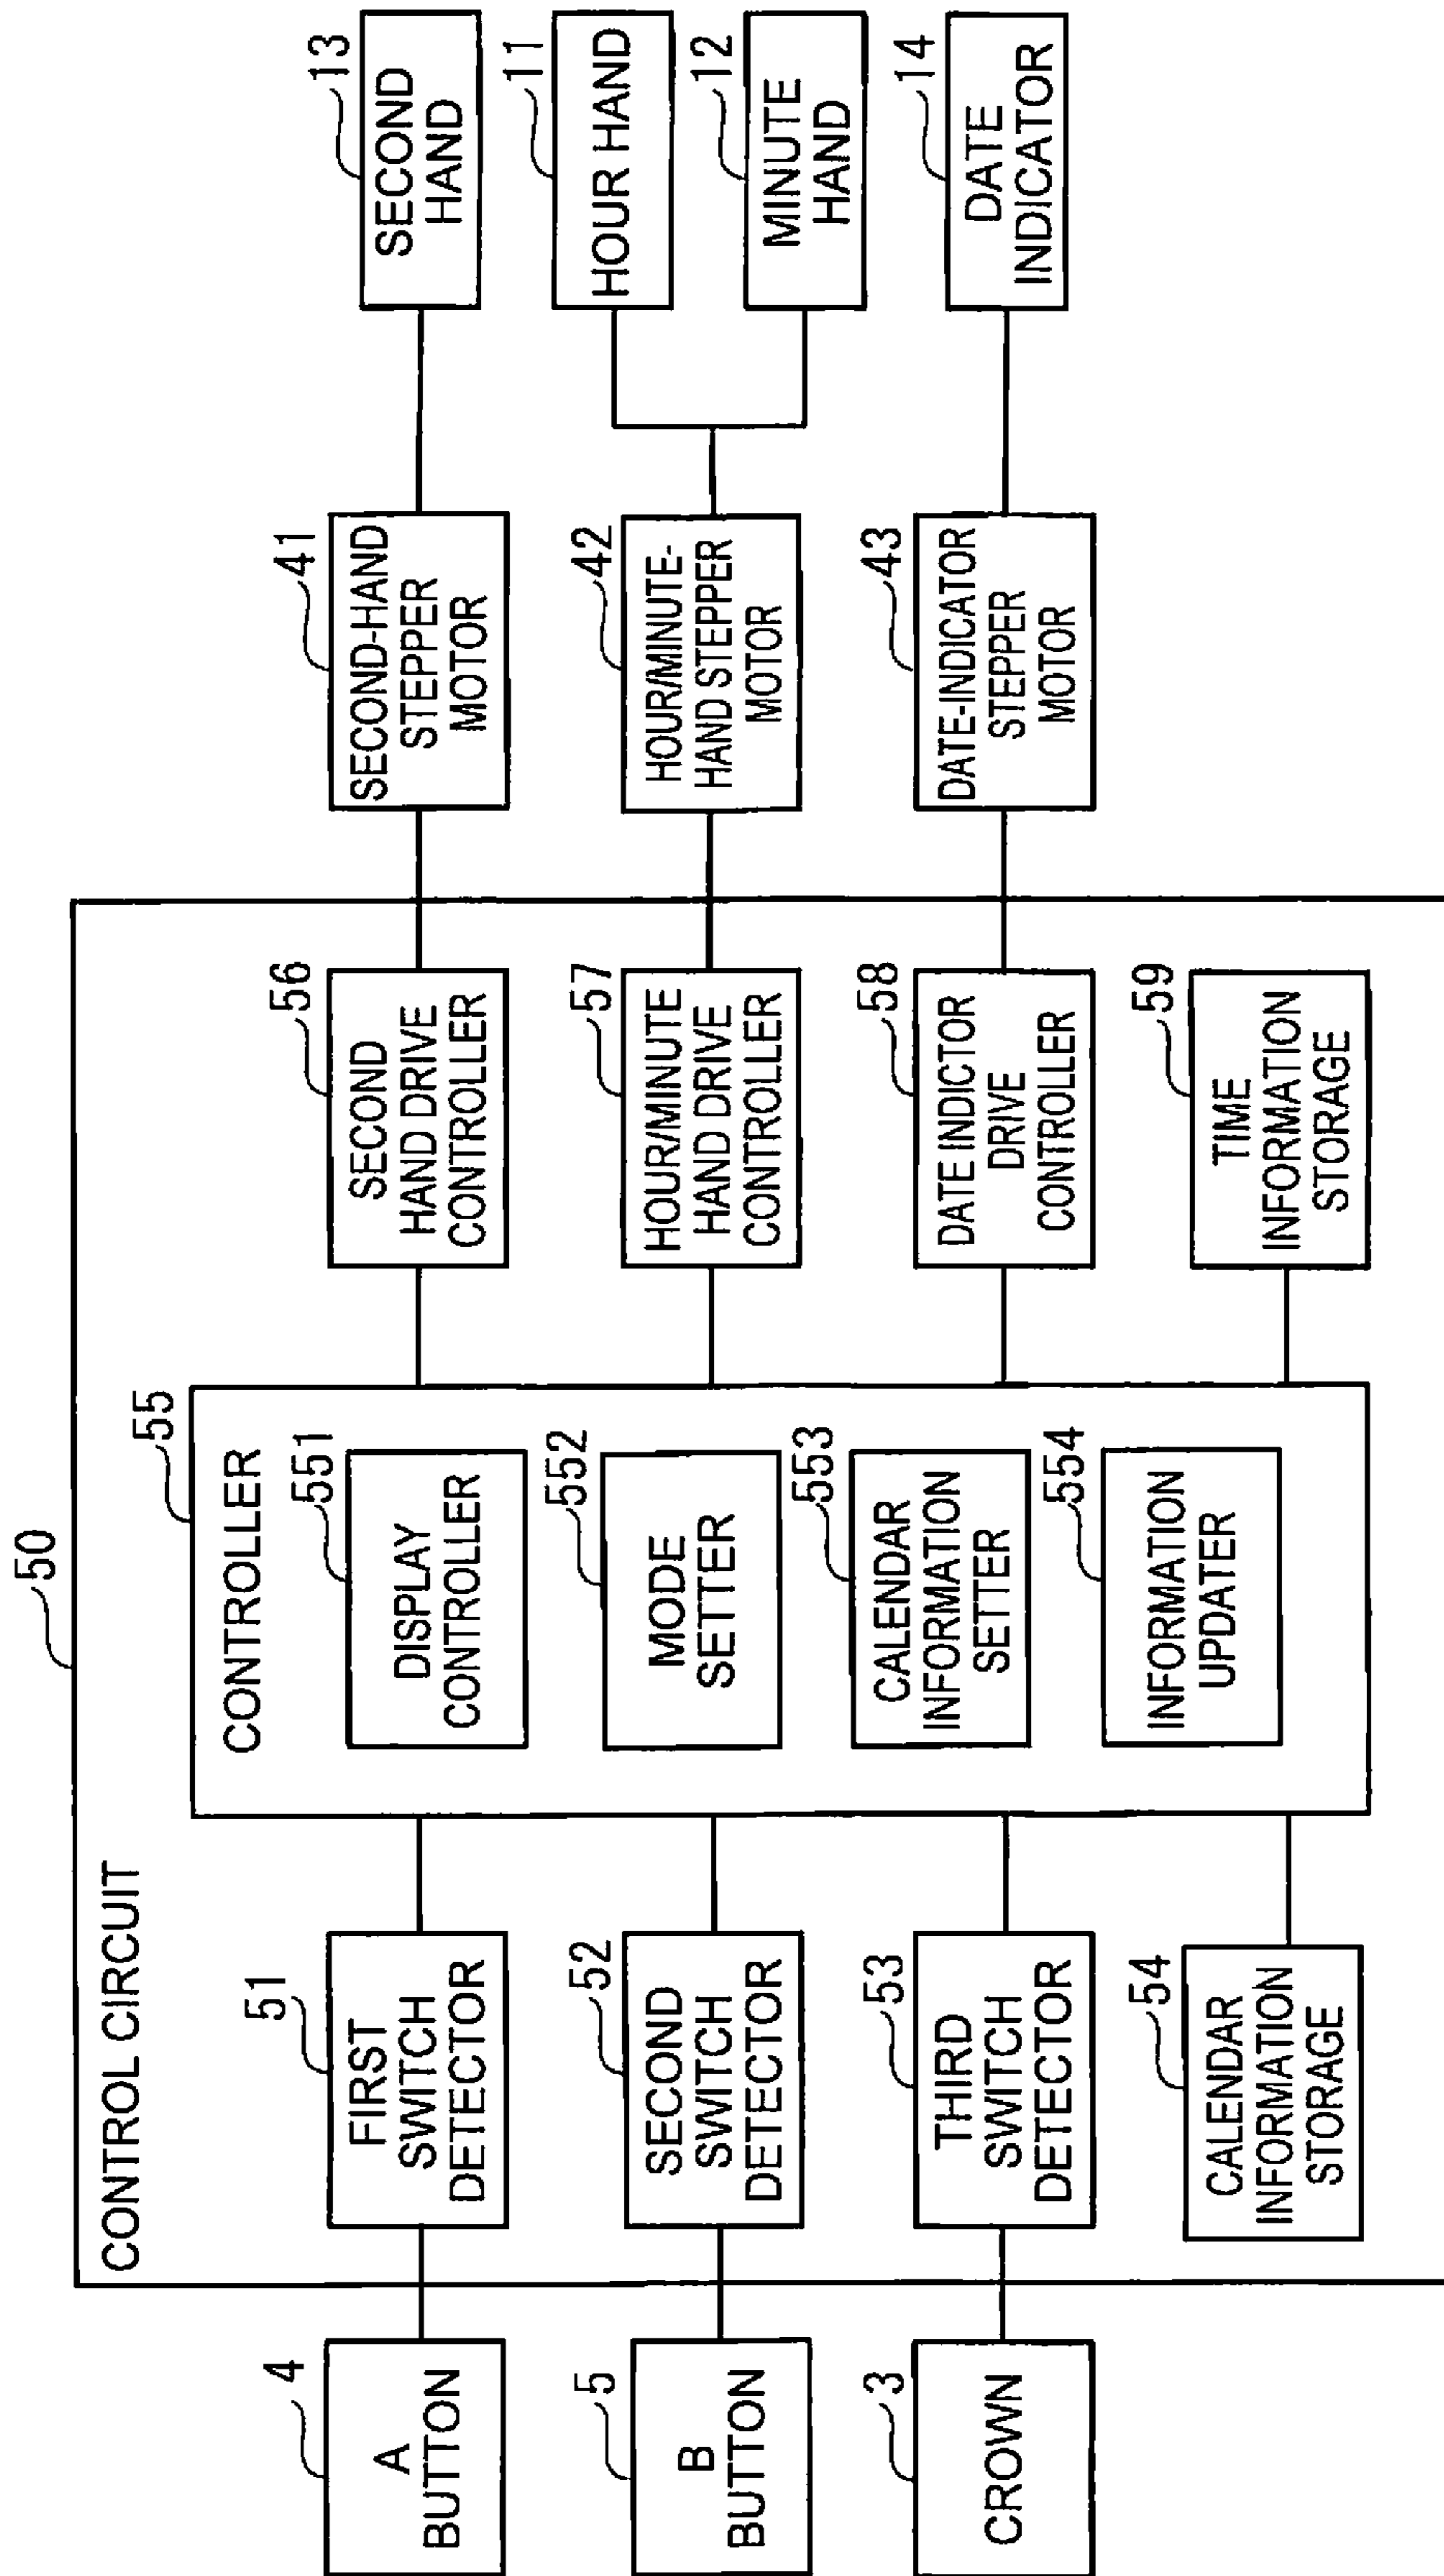 50
CONTROL CIRCUIT
4
A
BUTTON
5
B
BUTTON
3
CROWN
51
FIRST
SWITCH
DETECTOR
52
SECOND
SWITCH
DETECTOR
53
THIRD
SWITCH
DETECTOR
54
CALENDAR
INFORMATION
STORAGE
55
CONTROLLER
551
DISPLAY
CONTROLLER
552
MODE
SETTER
553
CALENDAR
INFORMATION
SETTER
554
INFORMATION
UPDATER
56
SECOND
HAND DRIVE
CONTROLLER
57
HOUR/MINUTE
HAND DRIVE
CONTROLLER
58
DATE INDICTOR
DRIVE
CONTROLLER
59
TIME
INFORMATION
STORAGE
41
SECOND-HAND
STEPPER
MOTOR
42
HOUR/MINUTE-
HAND STEPPER
MOTOR
43
DATE-INDICATOR
STEPPER
MOTOR
13
SECOND
HAND
11
HOUR HAND
12
MINUTE
HAND
14
DATE
INDICATOR